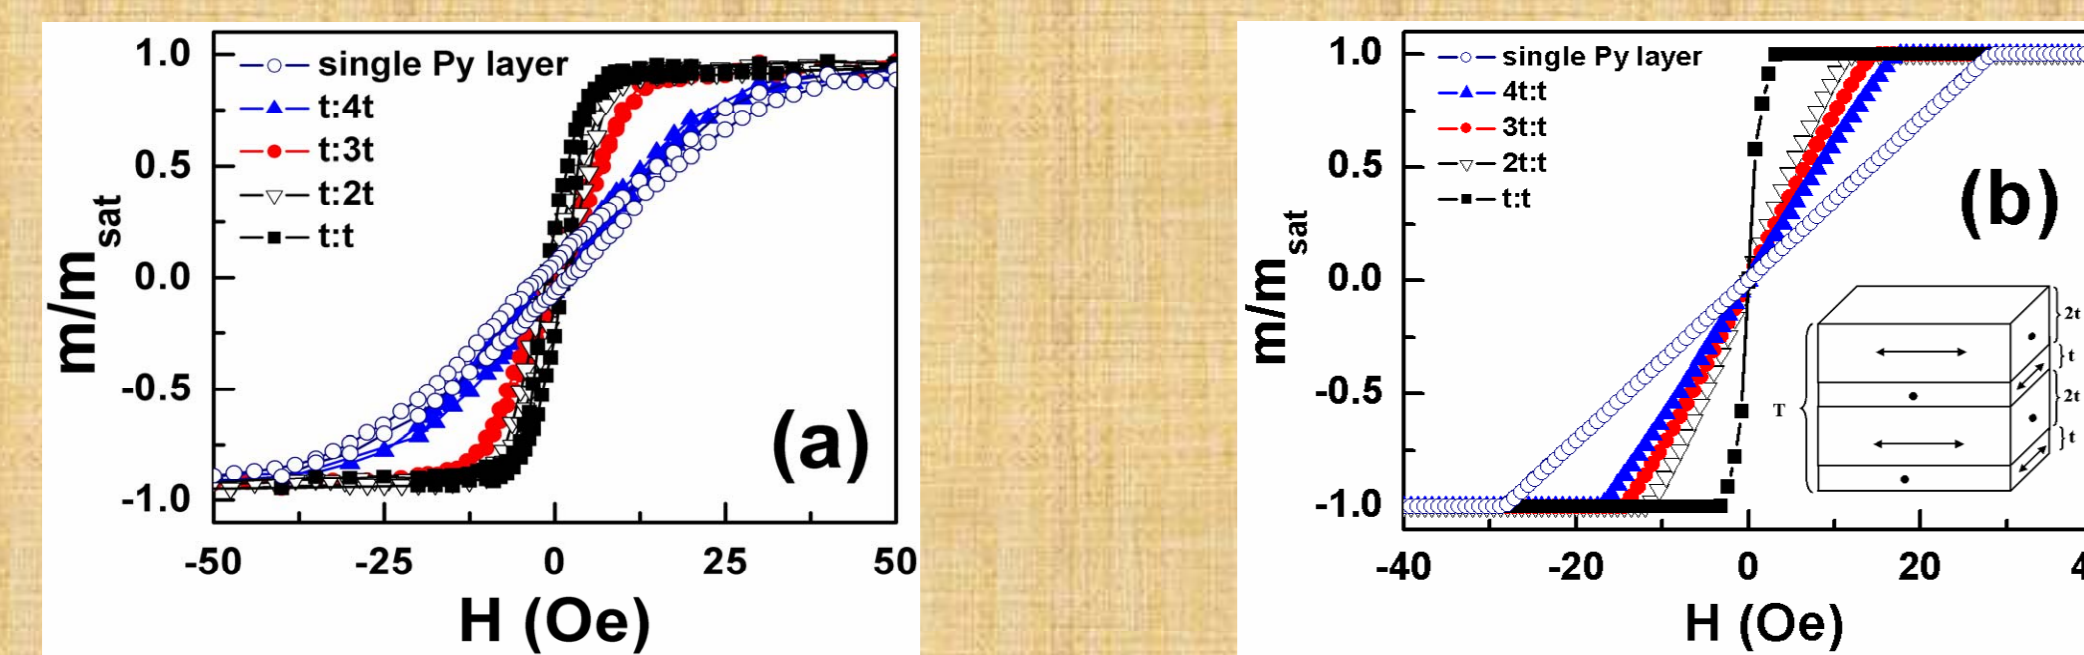 1.0
0.5
0.0
-0.5
-1.0
m/m_sat
single Py layer
t:4t
t:3t
t:2t
t:t
(a)
-50 -25 0 25 50
H (Oe)
1.0
0.5
0.0
-0.5
-1.0
m/m_sat
single Py layer
4t:t
3t:t
2t:t
t:t
(b)
T
2t
t
2t
t
-40 -20 0 20 4
H (Oe)